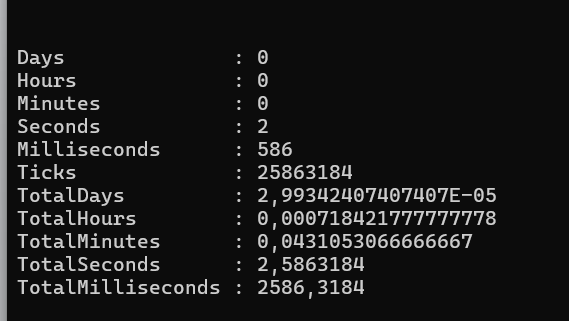 Days              : 0
Hours             : 0
Minutes           : 0
Seconds           : 2
Milliseconds      : 586
Ticks             : 25863184
TotalDays         : 2,99342407407407E-05
TotalHours        : 0,000718421777777778
TotalMinutes      : 0,0431053066666667
TotalSeconds      : 2,5863184
TotalMilliseconds : 2586,3184